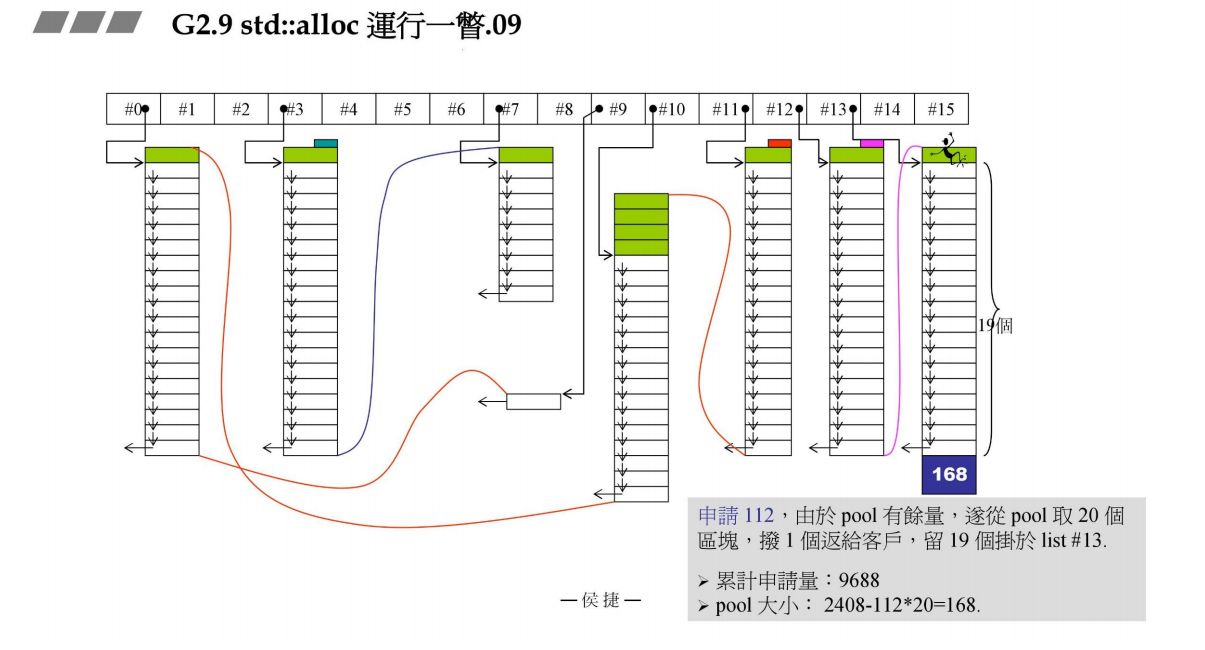 G2.9 std::alloc 運行一瞥.09
#0 #1 #2 #3 #4 #5 #6 #7 #8 #9 #10 #11 #12 #13 #14 #15
19個
168
申請 112，由於 pool 有餘量，遂從 pool 取 20 個
區塊，撥 1 個返給客戶，留 19 個掛於 list #13.
➢ 累計申請量：9688
➢ pool 大小： 2408-112*20=168.
— 侯 捷 —